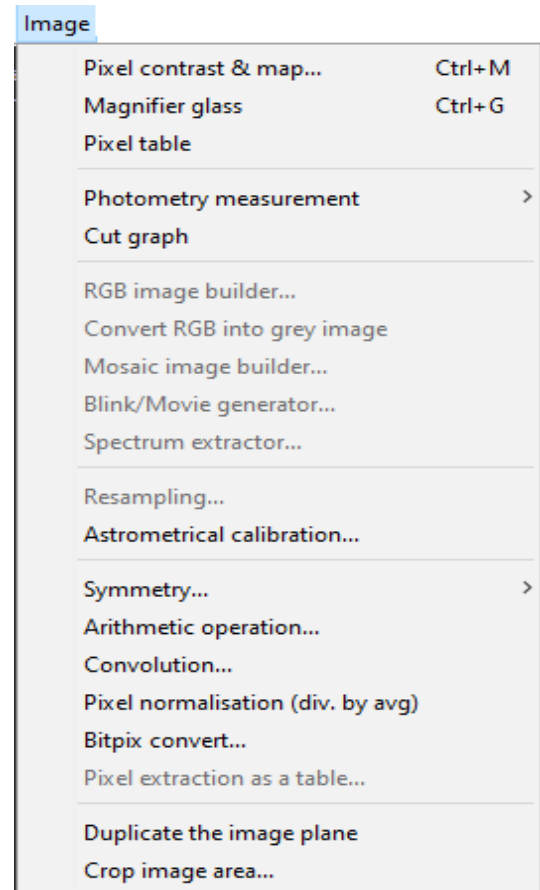 Image
Pixel contrast & map... Ctrl+M
Magnifier glass Ctrl+G
Pixel table
Photometry measurement >
Cut graph
RGB image builder...
Convert RGB into grey image
Mosaic image builder...
Blink/Movie generator...
Spectrum extractor...
Resampling...
Astrometrical calibration...
Symmetry... >
Arithmetic operation...
Convolution...
Pixel normalisation (div. by avg)
Bitpix convert...
Pixel extraction as a table...
Duplicate the image plane
Crop image area...